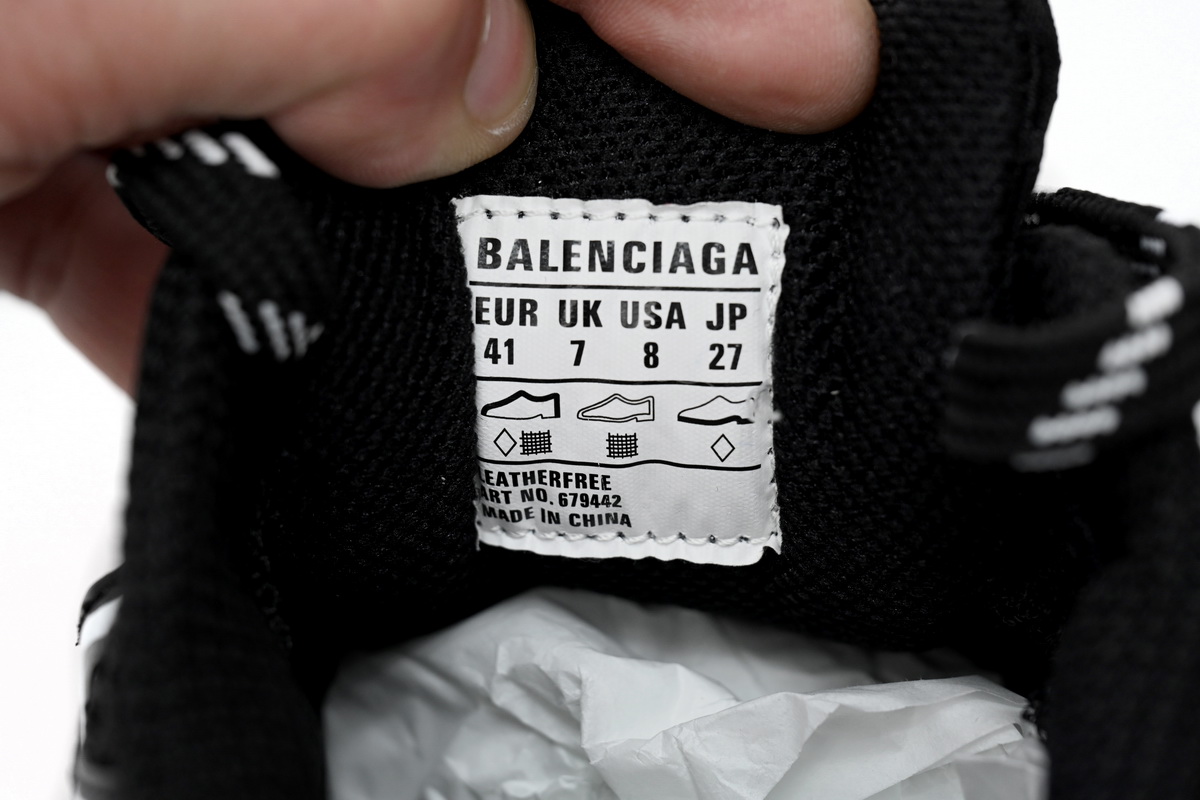 BALENCIAGA
EUR UK USA JP
41 7 8 27
LEATHERFREE
ART NO. 679442
MADE IN CHINA